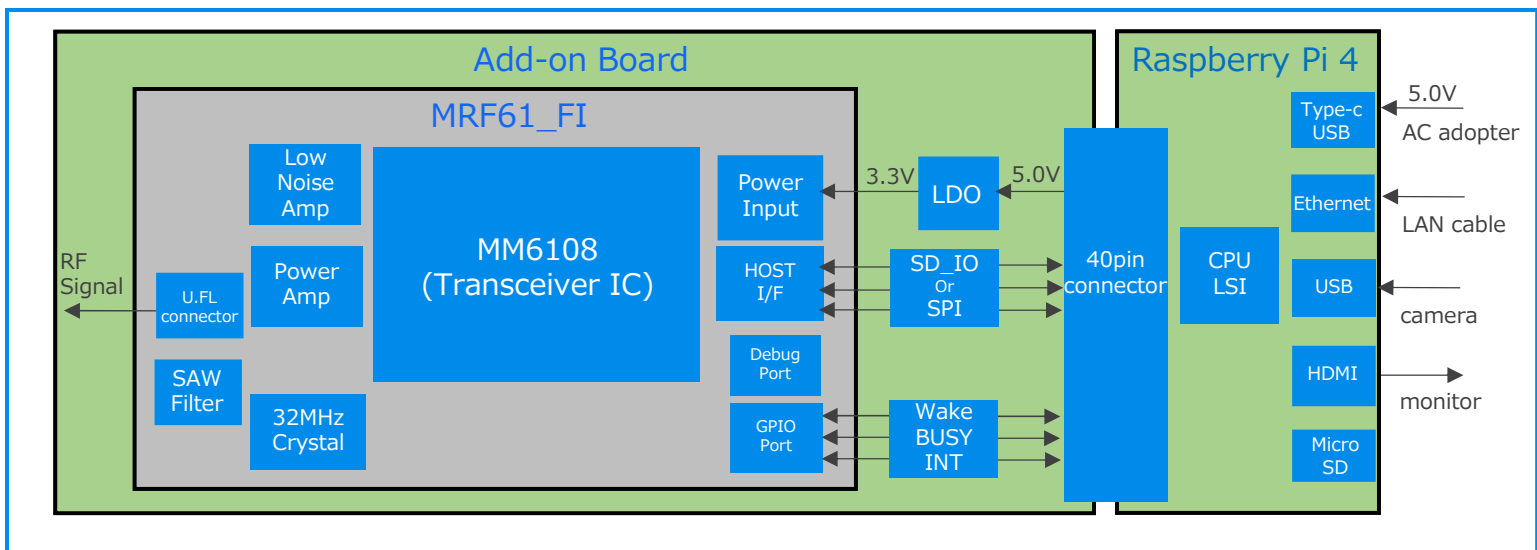 Add-on Board
Raspberry Pi 4
MRF61_FI
Low
Noise
Amp
Power
Amp
RF
Signal
U.FL
connector
SAW
Filter
32MHz
Crystal
MM6108
(Transceiver IC)
Power
Input
HOST
I/F
Debug
Port
GPIO
Port
3.3V
LDO
5.0V
SD_IO
Or
SPI
Wake
BUSY
INT
40pin
connector
CPU
LSI
Type-c
USB
Ethernet
USB
HDMI
Micro
SD
5.0V
AC adopter
LAN cable
camera
monitor